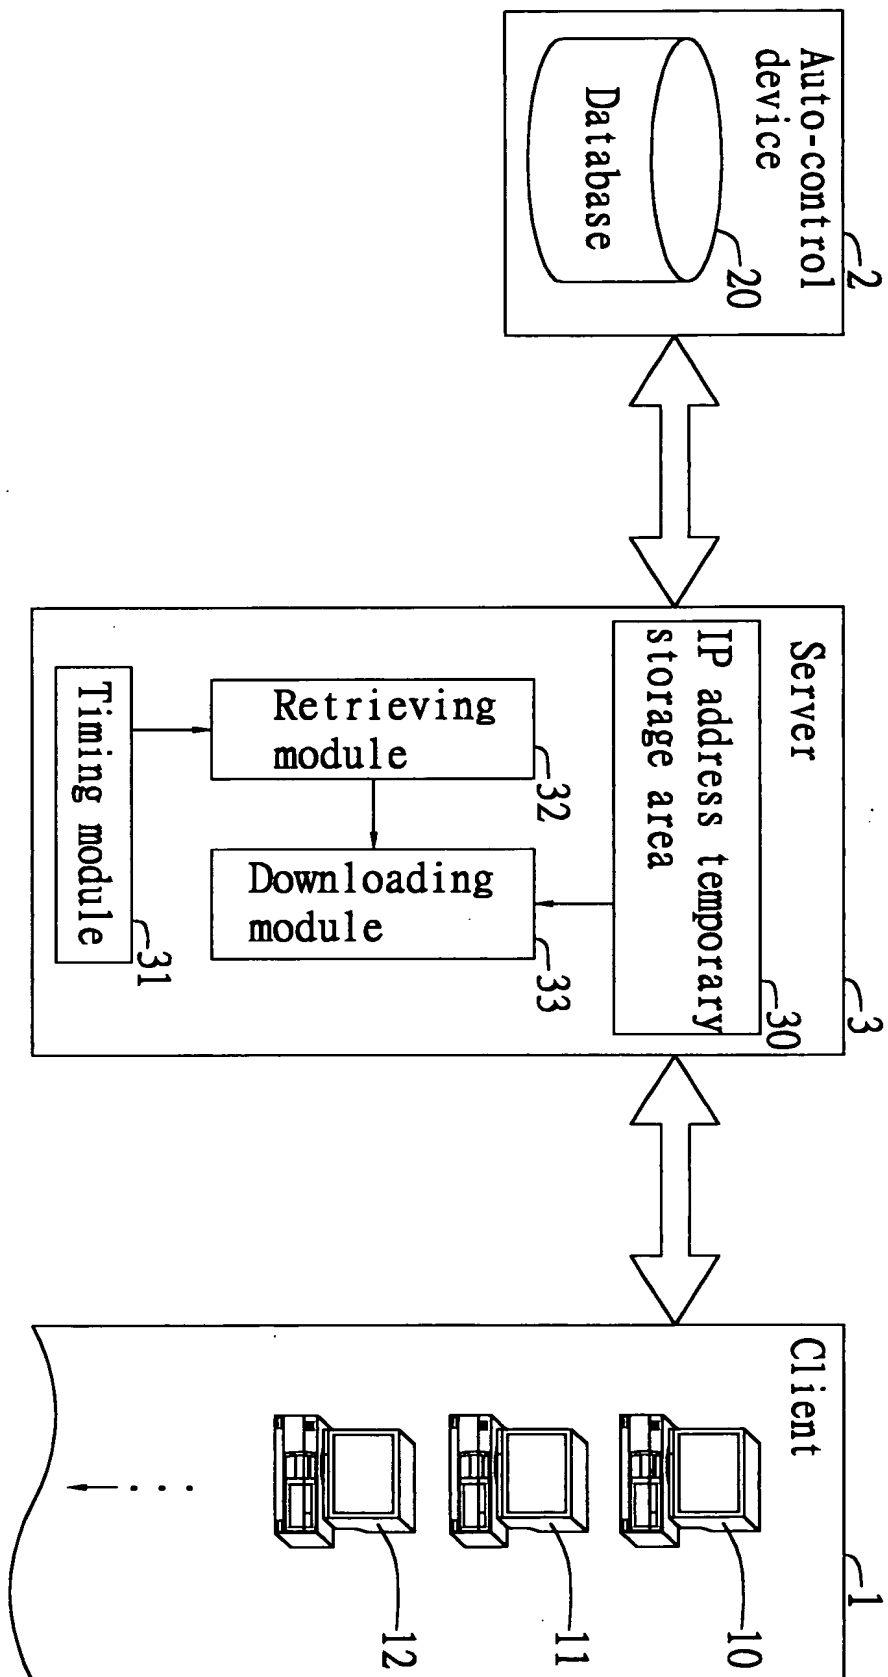 Auto-control
device
2
Database
20
Server
3
IP address temporary
storage area
30
Retrieving
module
32
Downloading
module
33
Timing module
31
Client
1
10
11
12
...